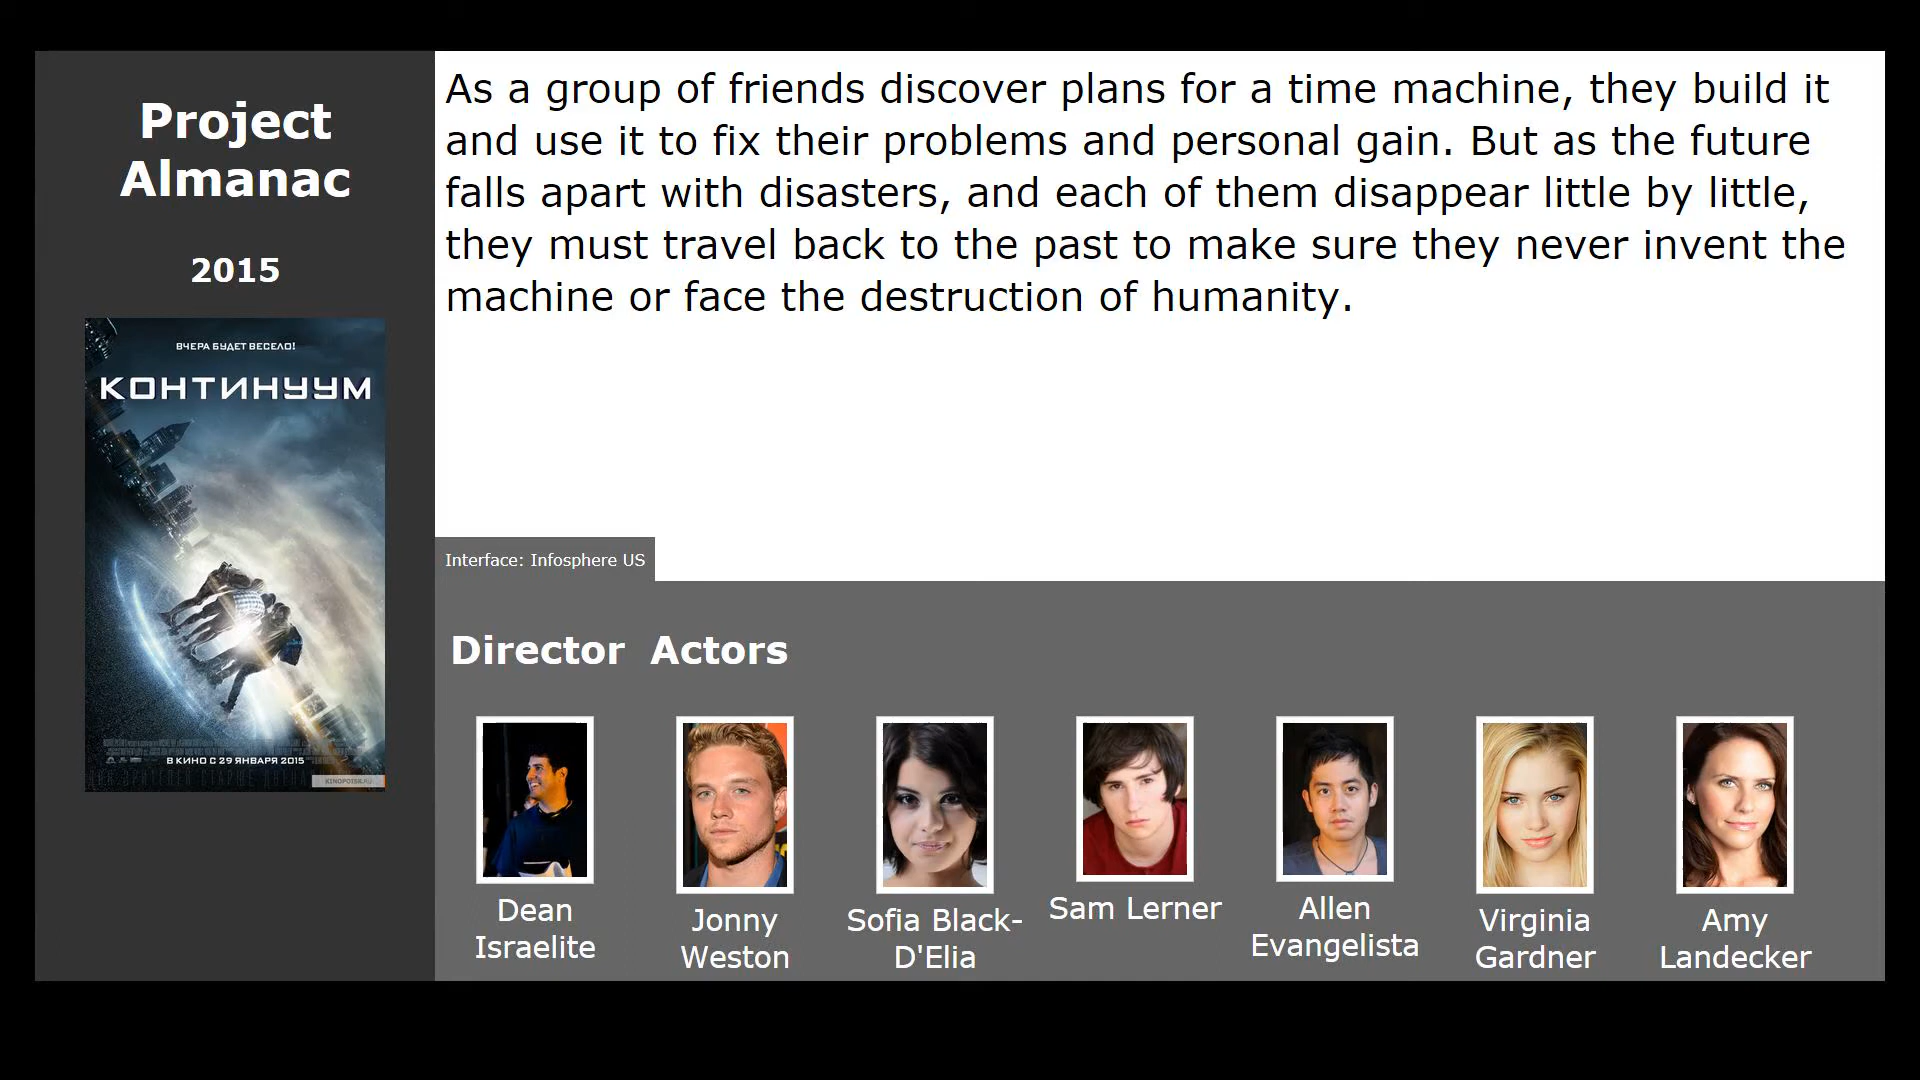 Project
Almanac
2015
ВЧЕРА БУДЕТ ВЕСЕЛО!
КОНТИНУУМ
В КИНО С 29 ЯНВАРЯ 2015
KINOPOISK.RU
As a group of friends discover plans for a time machine, they build it
and use it to fix their problems and personal gain. But as the future
falls apart with disasters, and each of them disappear little by little,
they must travel back to the past to make sure they never invent the
machine or face the destruction of humanity.
Interface: Infosphere US
Director Actors
Dean
Israelite
Jonny
Weston
Sofia Black-
D'Elia
Sam Lerner
Allen
Evangelista
Virginia
Gardner
Amy
Landecker